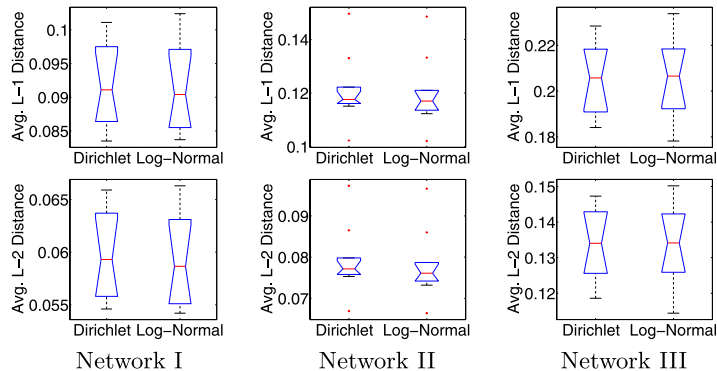 Avg. L−1 Distance
0.1
0.095
0.09
0.085
Dirichlet Log−Normal
Avg. L−1 Distance
0.14
0.12
0.1
Dirichlet Log−Normal
Avg. L−1 Distance
0.22
0.2
0.18
Dirichlet Log−Normal
Avg. L−2 Distance
0.065
0.06
0.055
Dirichlet Log−Normal
Network I
Avg. L−2 Distance
0.09
0.08
0.07
Dirichlet Log−Normal
Network II
Avg. L−2 Distance
0.15
0.14
0.13
0.12
Dirichlet Log−Normal
Network III